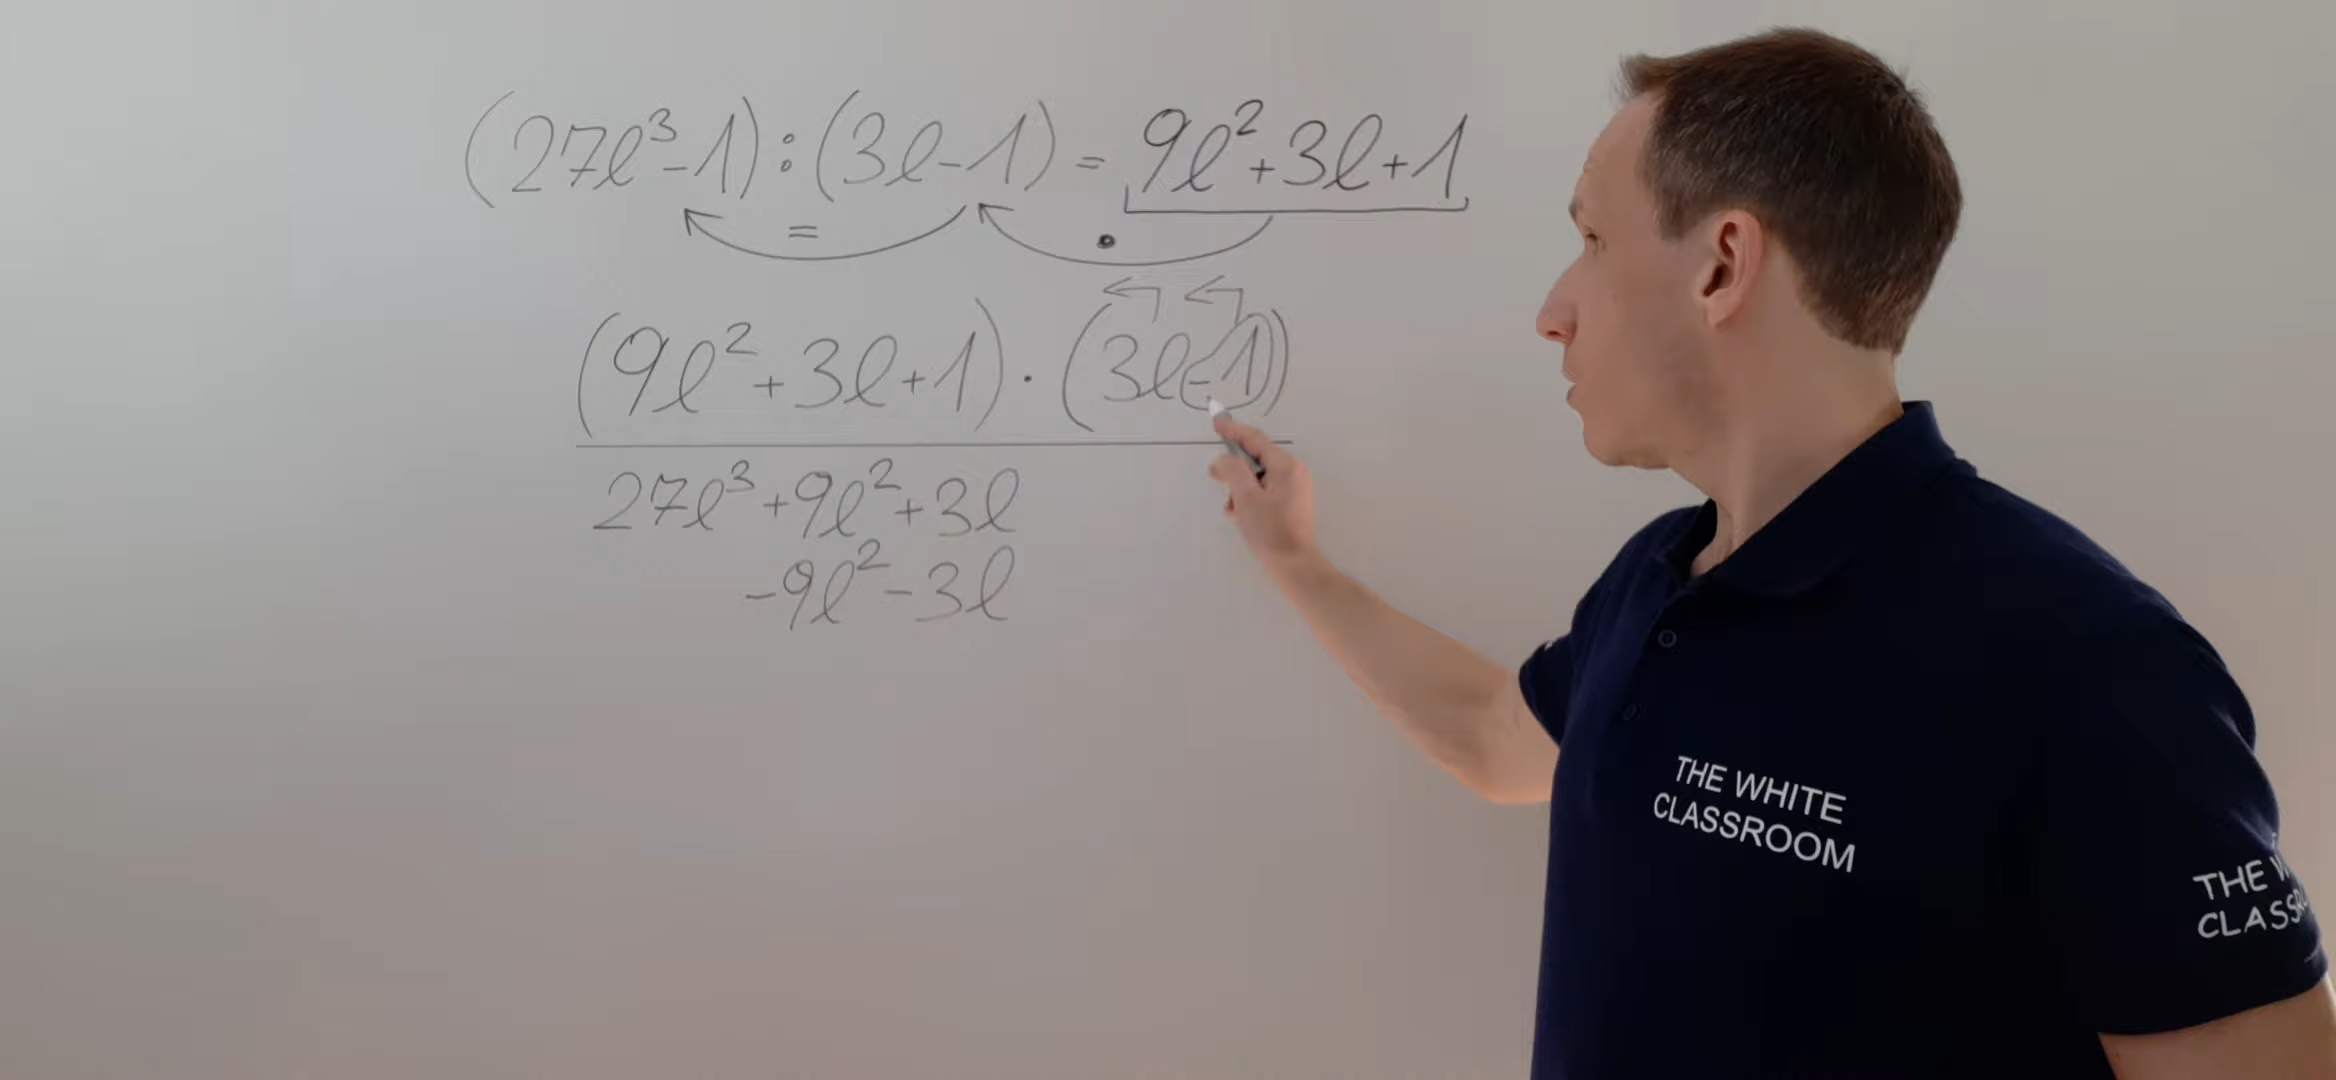 (27l³-1):(3l-1)=9l²+3l+1
= •
(9l²+3l+1)·(3l-1)
27l³+9l²+3l
-9l²-3l
THE WHITE
CLASSROOM
THE